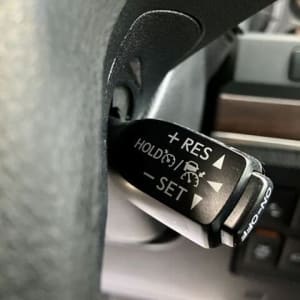 + RES
HOLD /
− SET
ON-OFF